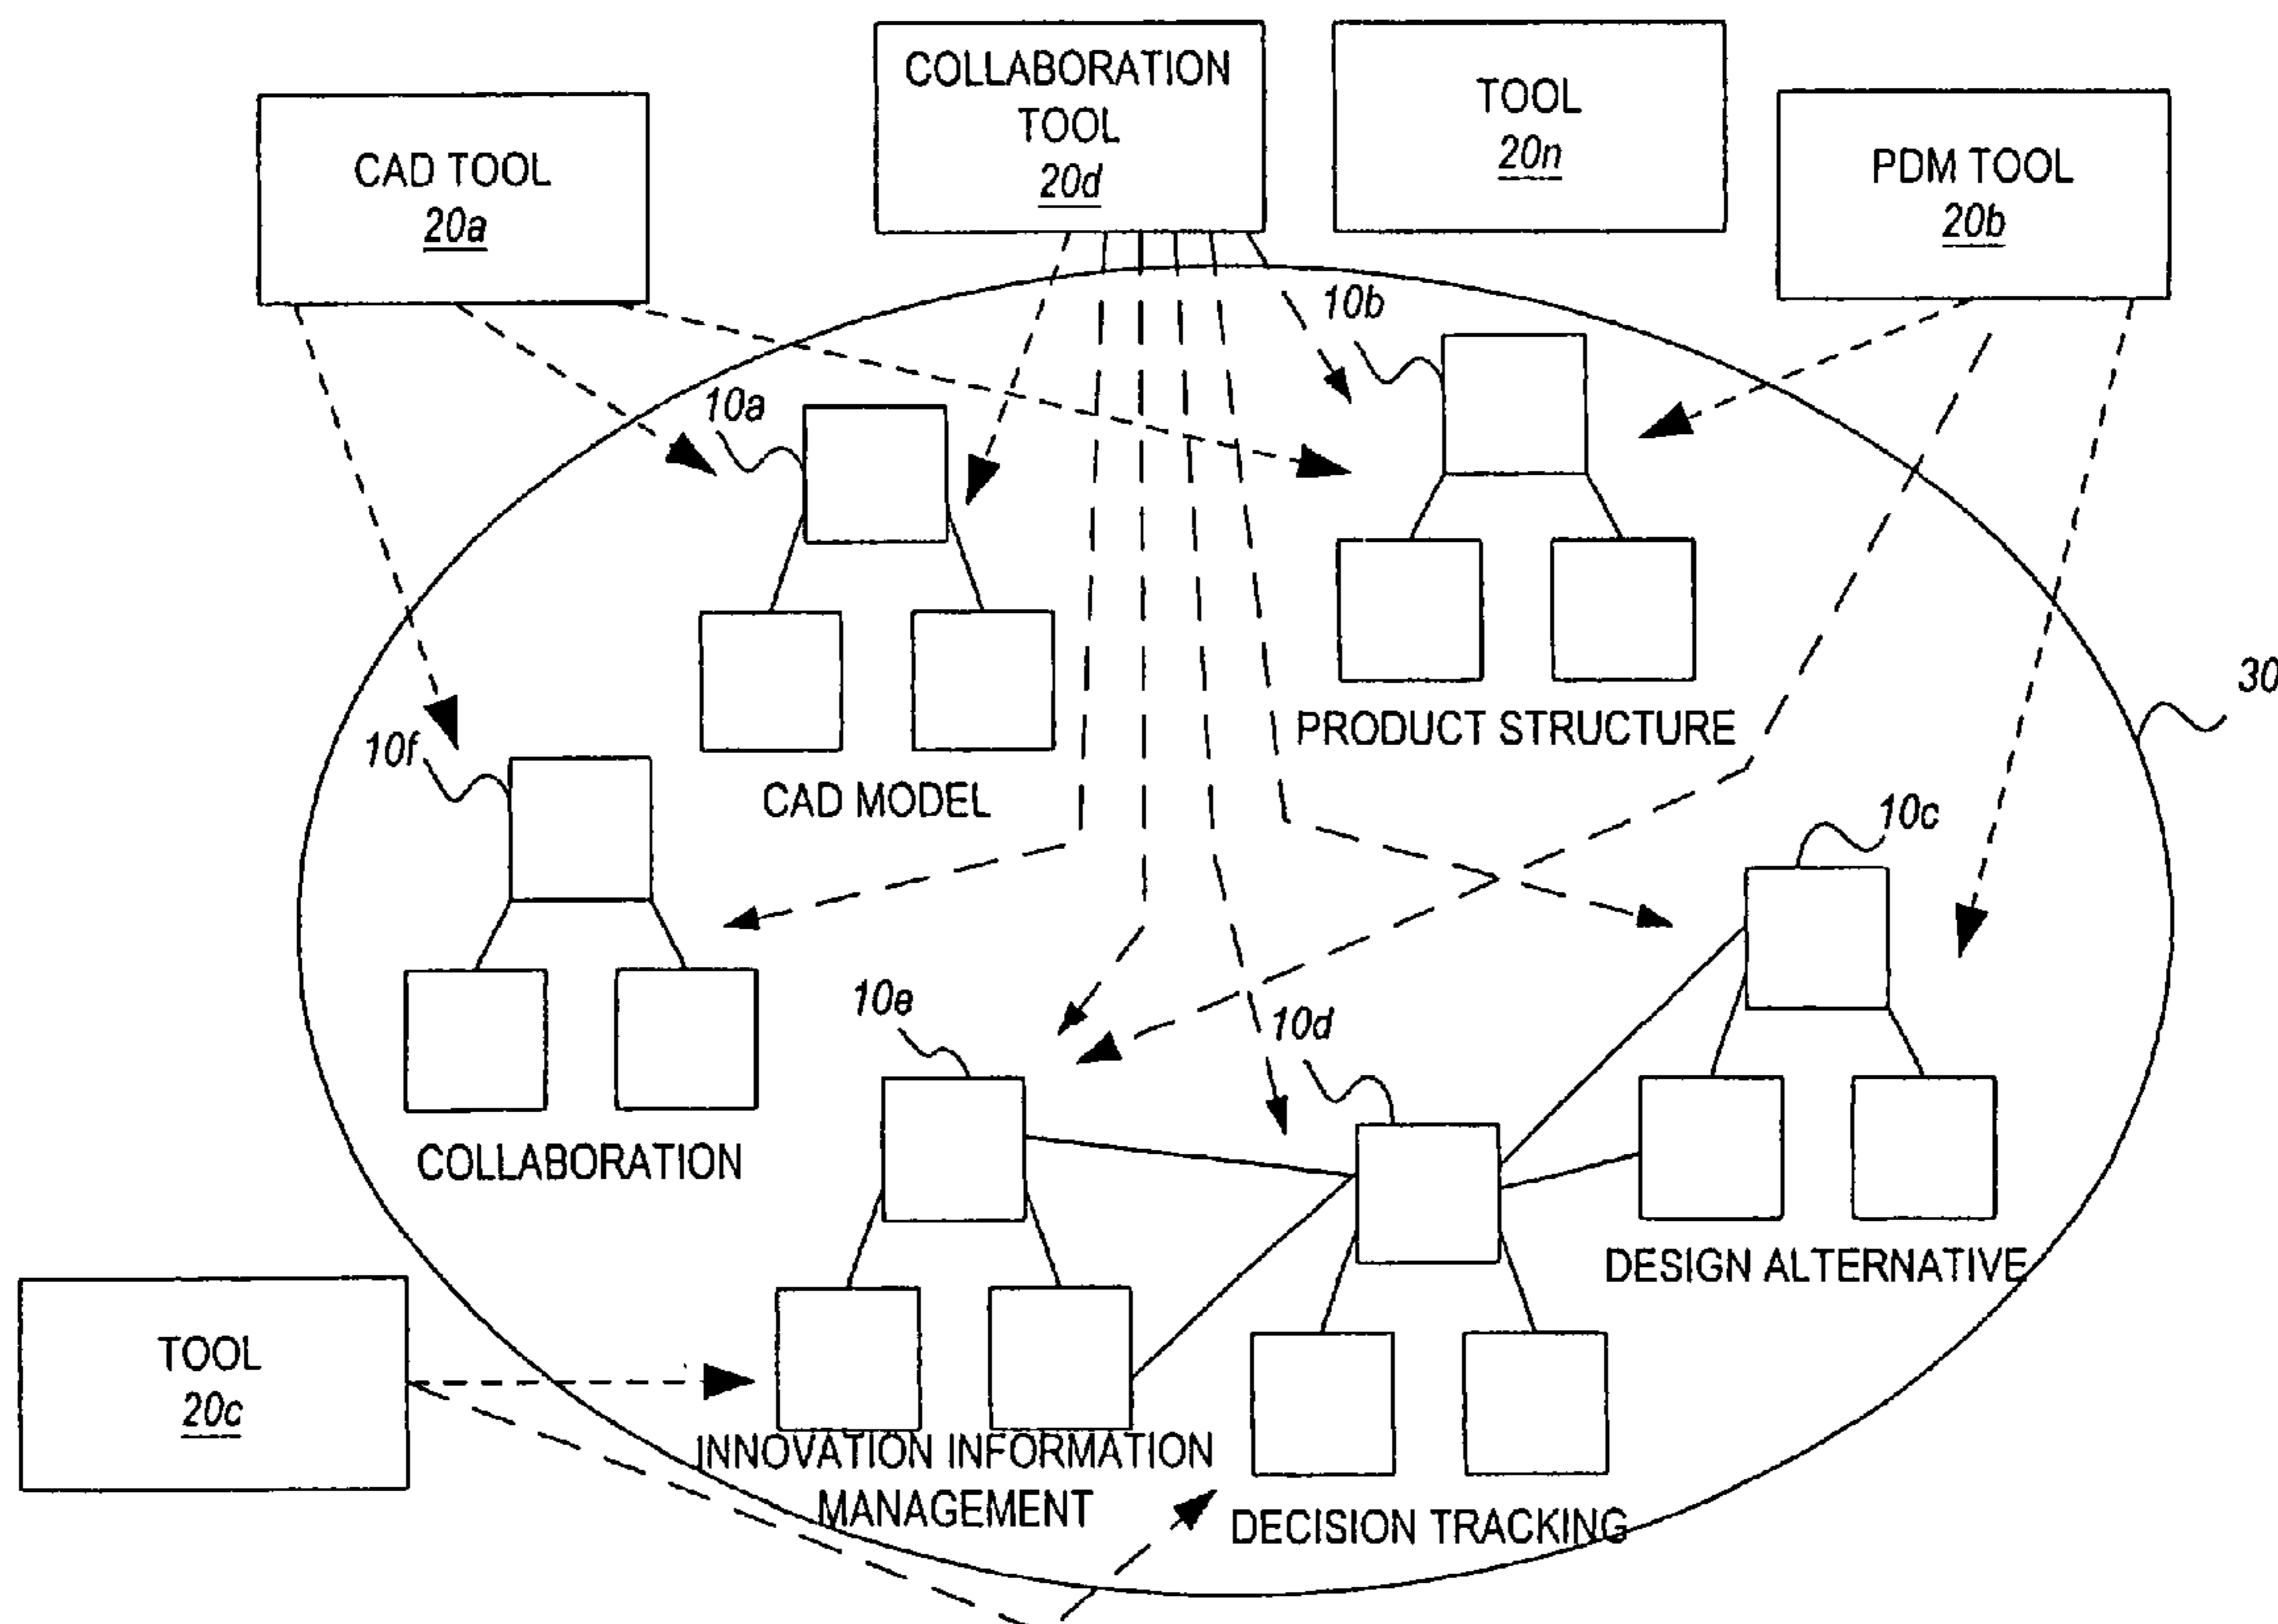 COLLABORATION
TOOL
20d
TOOL
20n
CAD TOOL
20a
PDM TOOL
20b
10b
10a
30
PRODUCT STRUCTURE
10f
CAD MODEL
10c
10e
10d
COLLABORATION
DESIGN ALTERNATIVE
TOOL
20c
INNOVATION INFORMATION
MANAGEMENT
DECISION TRACKING